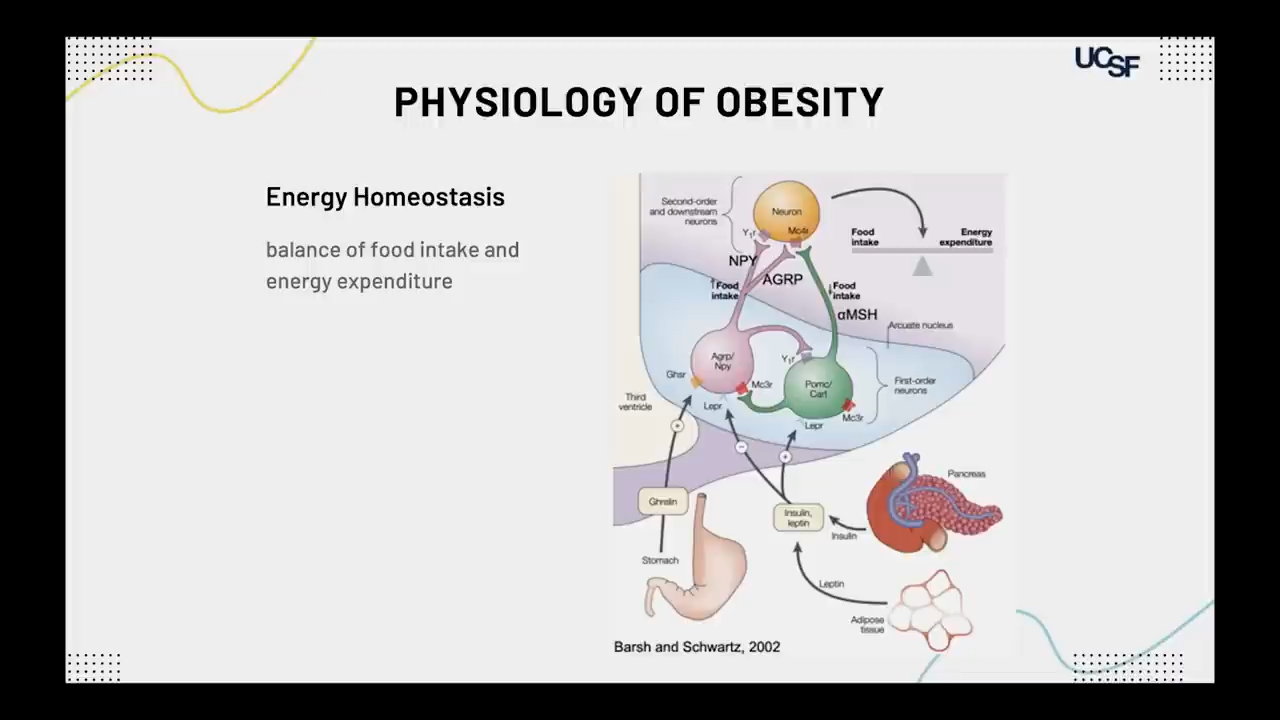 UCSF
PHYSIOLOGY OF OBESITY
Energy Homeostasis
balance of food intake and
energy expenditure
Second-order
and downstream
neurons
Neuron
Y1r
Mc4r
Food
intake
Energy
expenditure
NPY
AGRP
↑Food
intake
↓Food
intake
αMSH
Arcuate nucleus
Agrp/
Npy
Y1r
Pomc/
Cart
First-order
neurons
Ghsr
Mc3r
Third
ventricle
Lepr
Mc3r
Lepr
+
−
+
Pancreas
Ghrelin
Insulin,
leptin
Insulin
Stomach
Leptin
Adipose
tissue
Barsh and Schwartz, 2002